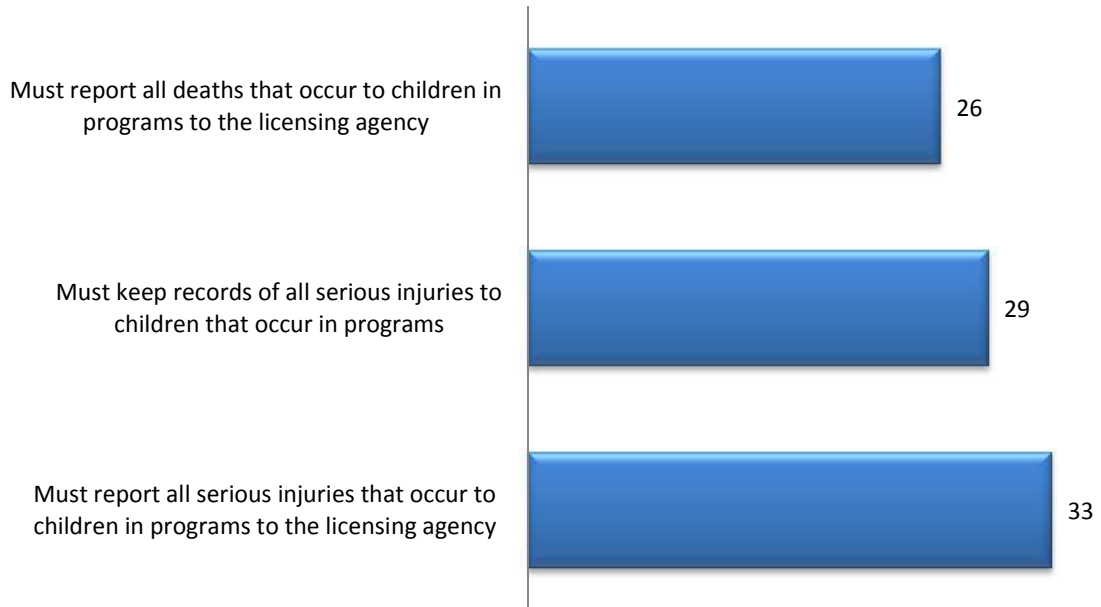 Must report all deaths that occur to children in
programs to the licensing agency
26
Must keep records of all serious injuries to
children that occur in programs
29
Must report all serious injuries that occur to
children in programs to the licensing agency
33